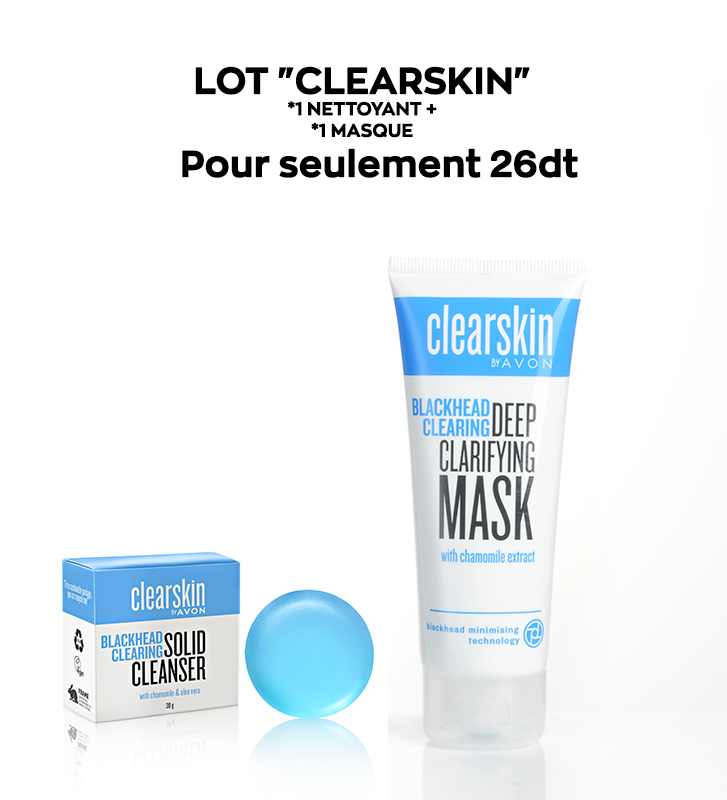 LOT "CLEARSKIN"
*1 NETTOYANT +
*1 MASQUE
Pour seulement 26dt
clearskin
BY AVON
BLACKHEAD
CLEARING DEEP
CLARIFYING
MASK
with chamomile extract
blackhead minimising
technology
clearskin
BY AVON
BLACKHEAD
CLEARING SOLID
CLEANSER
with chamomile & aloe vera
30 g